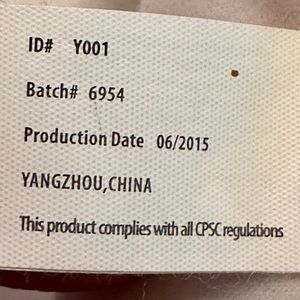 ID# Y001
Batch# 6954
Production Date 06/2015
YANGZHOU,CHINA
This product complies with all CPSC regulations